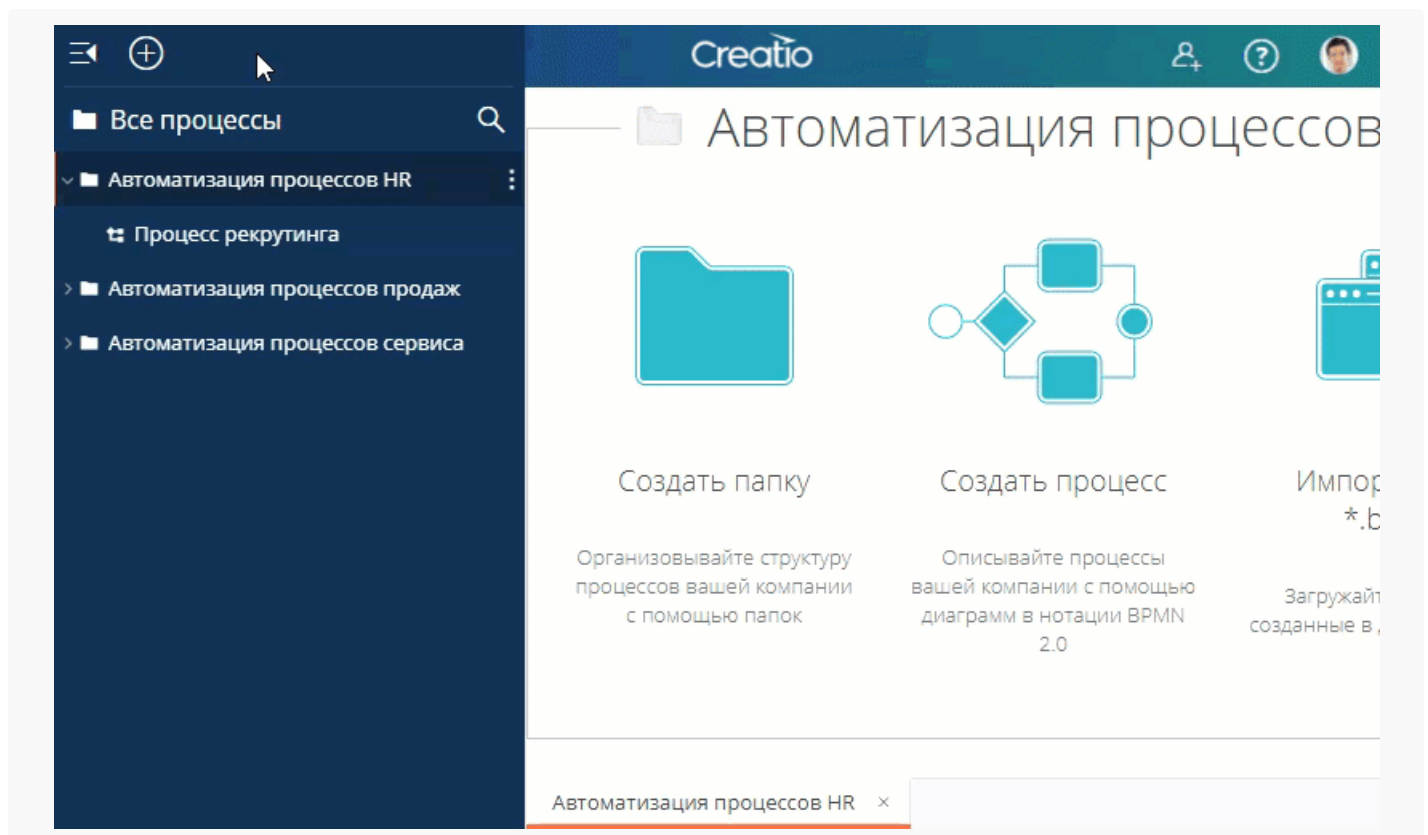 Creatio
Все процессы
Автоматизация процессов
Автоматизация процессов HR
Процесс рекрутинга
Автоматизация процессов продаж
Автоматизация процессов сервиса
Создать папку
Создать процесс
Организовывайте структуру
процессов вашей компании
с помощью папок
Описывайте процессы
вашей компании с помощью
диаграмм в нотации BPMN
2.0
созданные в
Автоматизация процессов HR ×